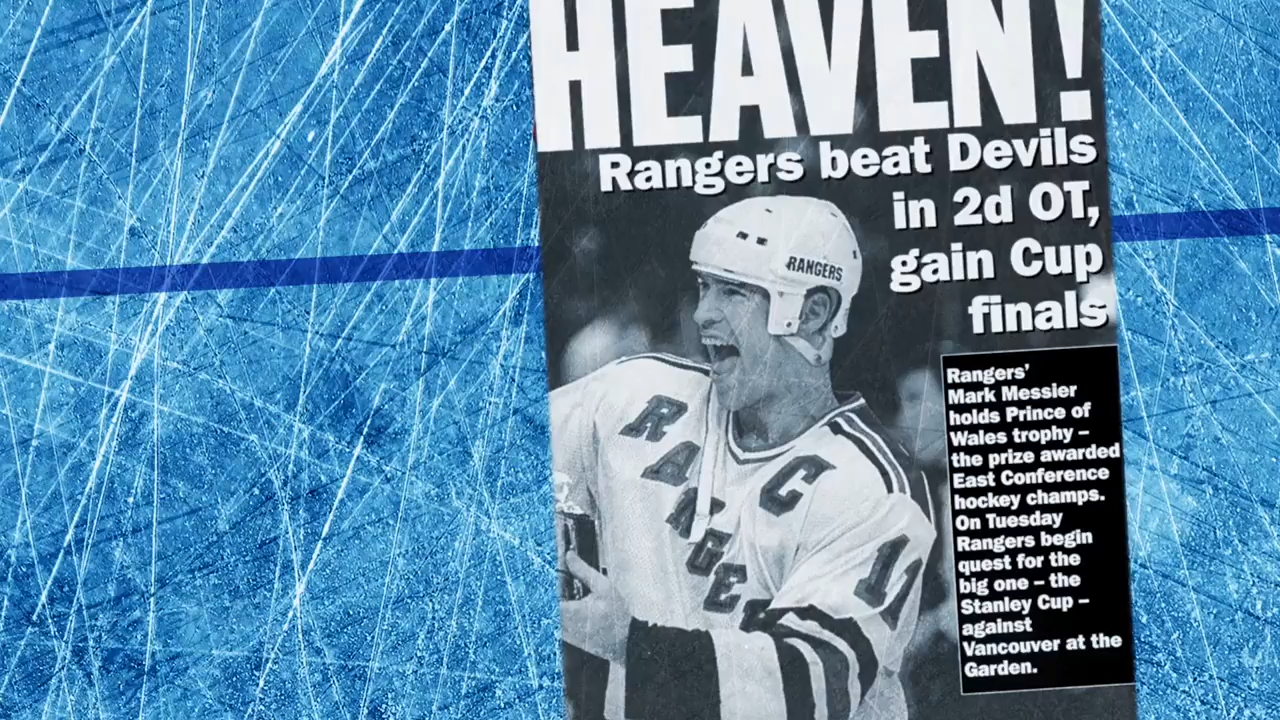 HEAVEN!
Rangers beat Devils
in 2d OT,
gain Cup
finals
RANGERS
RANGER
C
11
Rangers'
Mark Messier
holds Prince of
Wales trophy –
the prize awarded
East Conference
hockey champs.
On Tuesday
Rangers begin
quest for the
big one – the
Stanley Cup –
against
Vancouver at the
Garden.